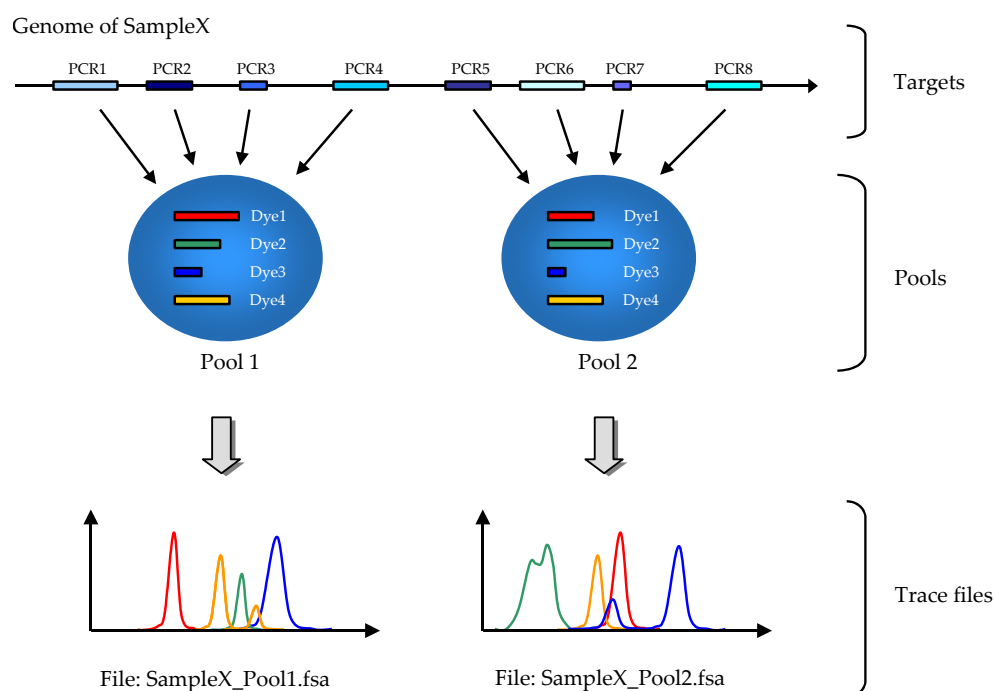 Genome of SampleX
PCR1 PCR2 PCR3 PCR4 PCR5 PCR6 PCR7 PCR8
Targets
Dye1
Dye2
Dye3
Dye4
Pool 1
Dye1
Dye2
Dye3
Dye4
Pool 2
Pools
File: SampleX_Pool1.fsa
File: SampleX_Pool2.fsa
Trace files